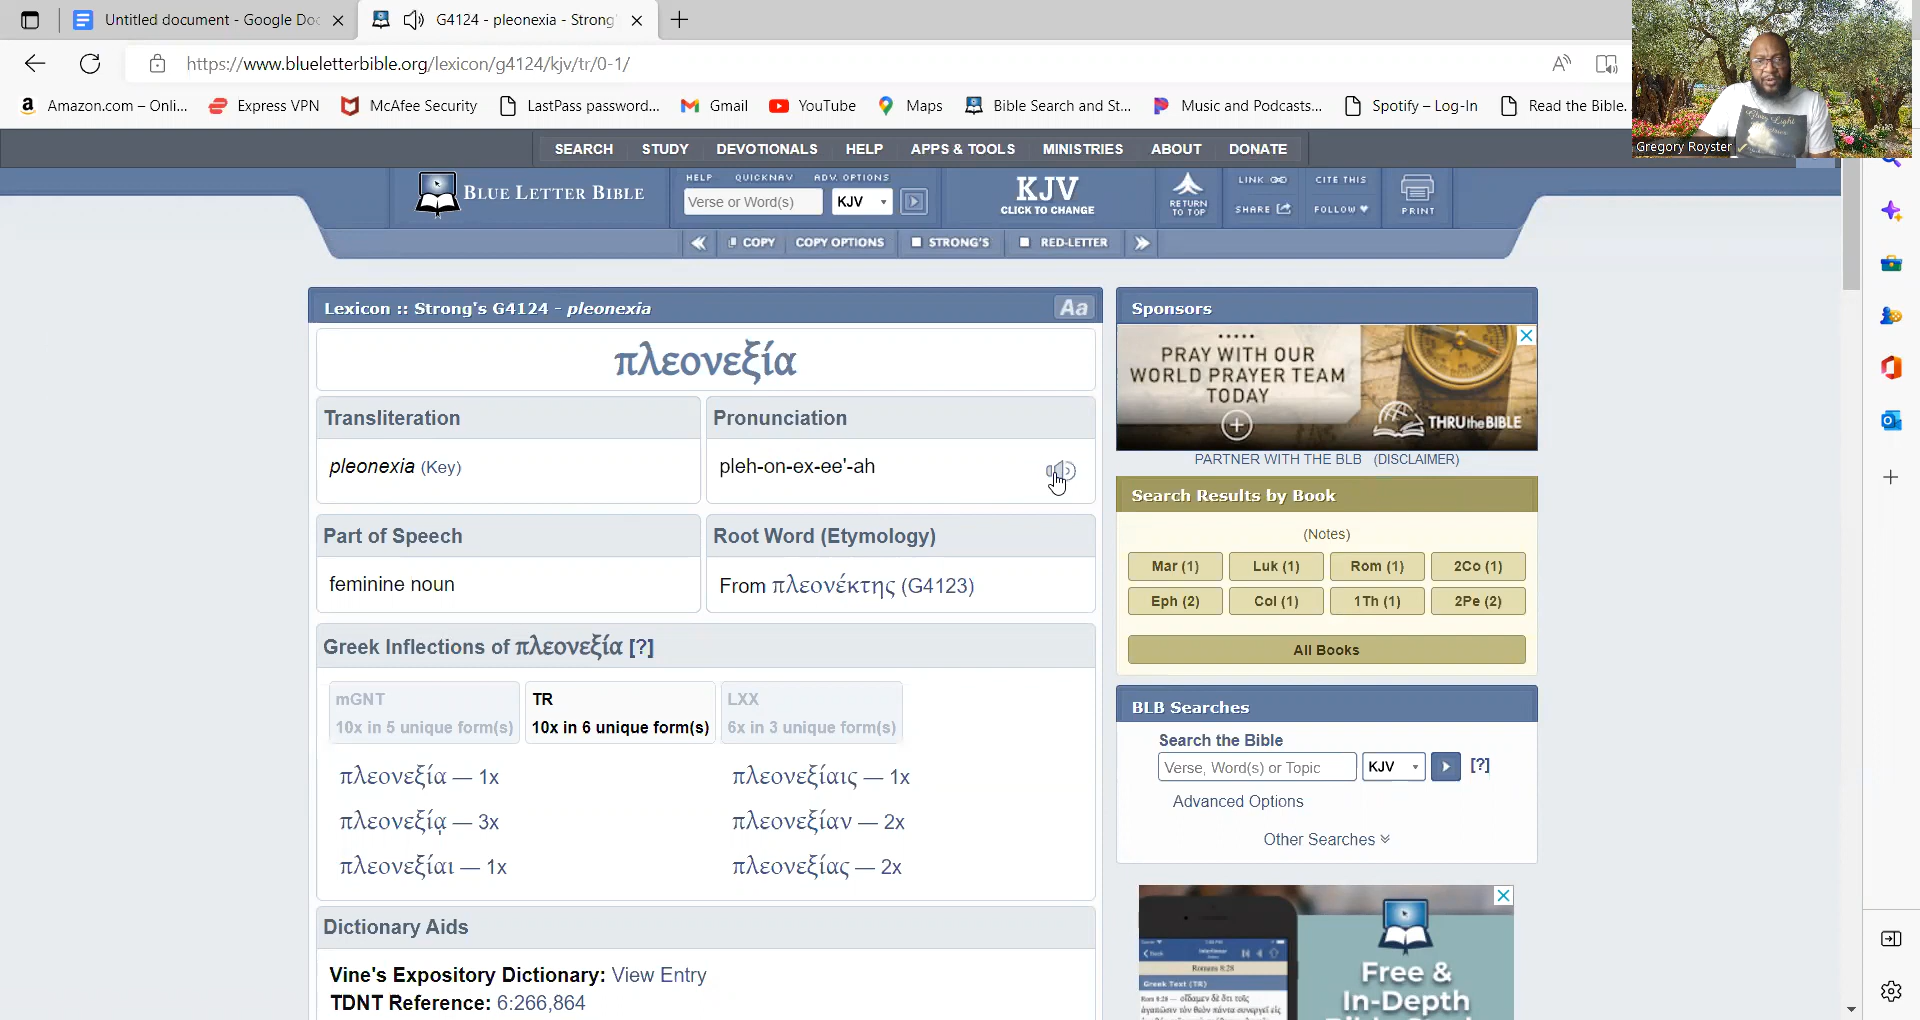 Untitled document - Google Doc
G4124 - pleonexia - Strong'
https://www.blueletterbible.org/lexicon/g4124/kjv/tr/0-1/
Amazon.com – Onli...
Express VPN
McAfee Security
LastPass password...
Gmail
YouTube
Maps
Bible Search and St...
Music and Podcasts...
Spotify – Log-In
Read the Bible.
Gregory Royster
SEARCH STUDY DEVOTIONALS HELP APPS & TOOLS MINISTRIES ABOUT DONATE
BLUE LETTER BIBLE
HELP QUICKNAV ADV. OPTIONS
Verse or Word(s) KJV
KJV
CLICK TO CHANGE
RETURN
TO TOP
LINK CITE THIS
SHARE FOLLOW
PRINT
COPY COPY OPTIONS STRONG'S RED-LETTER
Lexicon :: Strong's G4124 - pleonexia Aa
πλεονεξία
Transliteration
pleonexia (Key)
Pronunciation
pleh-on-ex-ee'-ah
Part of Speech
feminine noun
Root Word (Etymology)
From πλεονέκτης (G4123)
Greek Inflections of πλεονεξία [?]
mGNT
10x in 5 unique form(s)
TR
10x in 6 unique form(s)
LXX
6x in 3 unique form(s)
πλεονεξία — 1x
πλεονεξίᾳ — 3x
πλεονεξίαι — 1x
πλεονεξίαις — 1x
πλεονεξίαν — 2x
πλεονεξίας — 2x
Dictionary Aids
Vine's Expository Dictionary: View Entry
TDNT Reference: 6:266,864
Sponsors
PRAY WITH OUR
WORLD PRAYER TEAM
TODAY
THRU the BIBLE
PARTNER WITH THE BLB (DISCLAIMER)
Search Results by Book
(Notes)
Mar (1) Luk (1) Rom (1) 2Co (1)
Eph (2) Col (1) 1Th (1) 2Pe (2)
All Books
BLB Searches
Search the Bible
Verse, Word(s) or Topic KJV [?]
Advanced Options
Other Searches
Romans 8:28
Greek Text (TR)
Free &
In-Depth